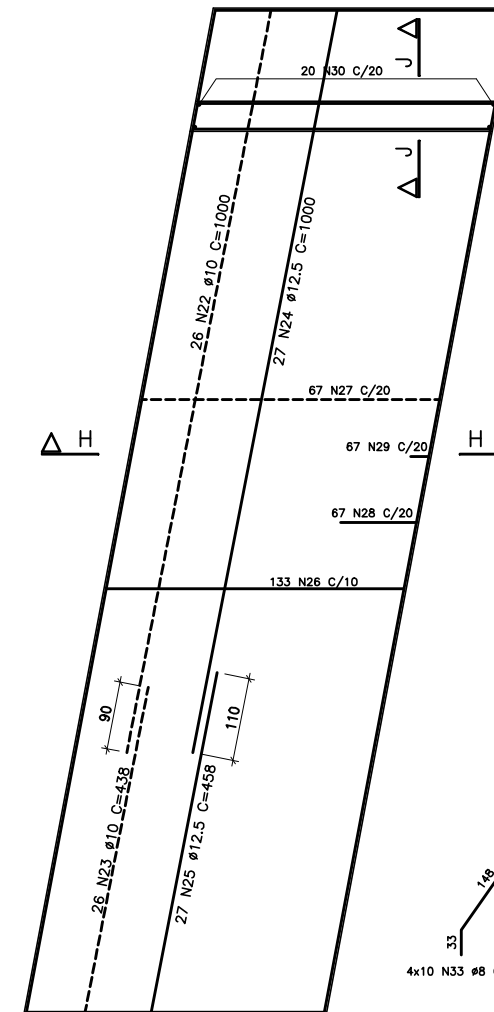 J
20 N30 C/20
J
26 N22 ø10 C=1000
27 N24 ø12.5 C=1000
67 N27 C/20
H
67 N29 C/20
H
67 N28 C/20
133 N26 C/10
90
110
26 N23 ø10 C=438
27 N25 ø12.5 C=458
148
33
4x10 N33 ø8